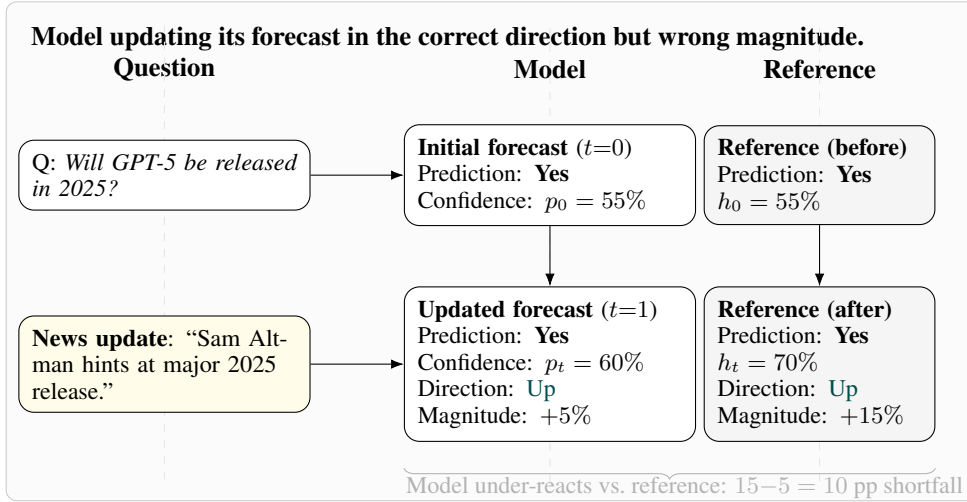 Model updating its forecast in the correct direction but wrong magnitude.
Question
Model
Reference
Q: Will GPT-5 be released
in 2025?
Initial forecast (t=0)
Prediction: Yes
Confidence: p₀ = 55%
Reference (before)
Prediction: Yes
h₀ = 55%
News update: “Sam Alt-
man hints at major 2025
release.”
Updated forecast (t=1)
Prediction: Yes
Confidence: pₜ = 60%
Direction: Up
Magnitude: +5%
Reference (after)
Prediction: Yes
hₜ = 70%
Direction: Up
Magnitude: +15%
Model under-reacts vs. reference: 15−5 = 10 pp shortfall